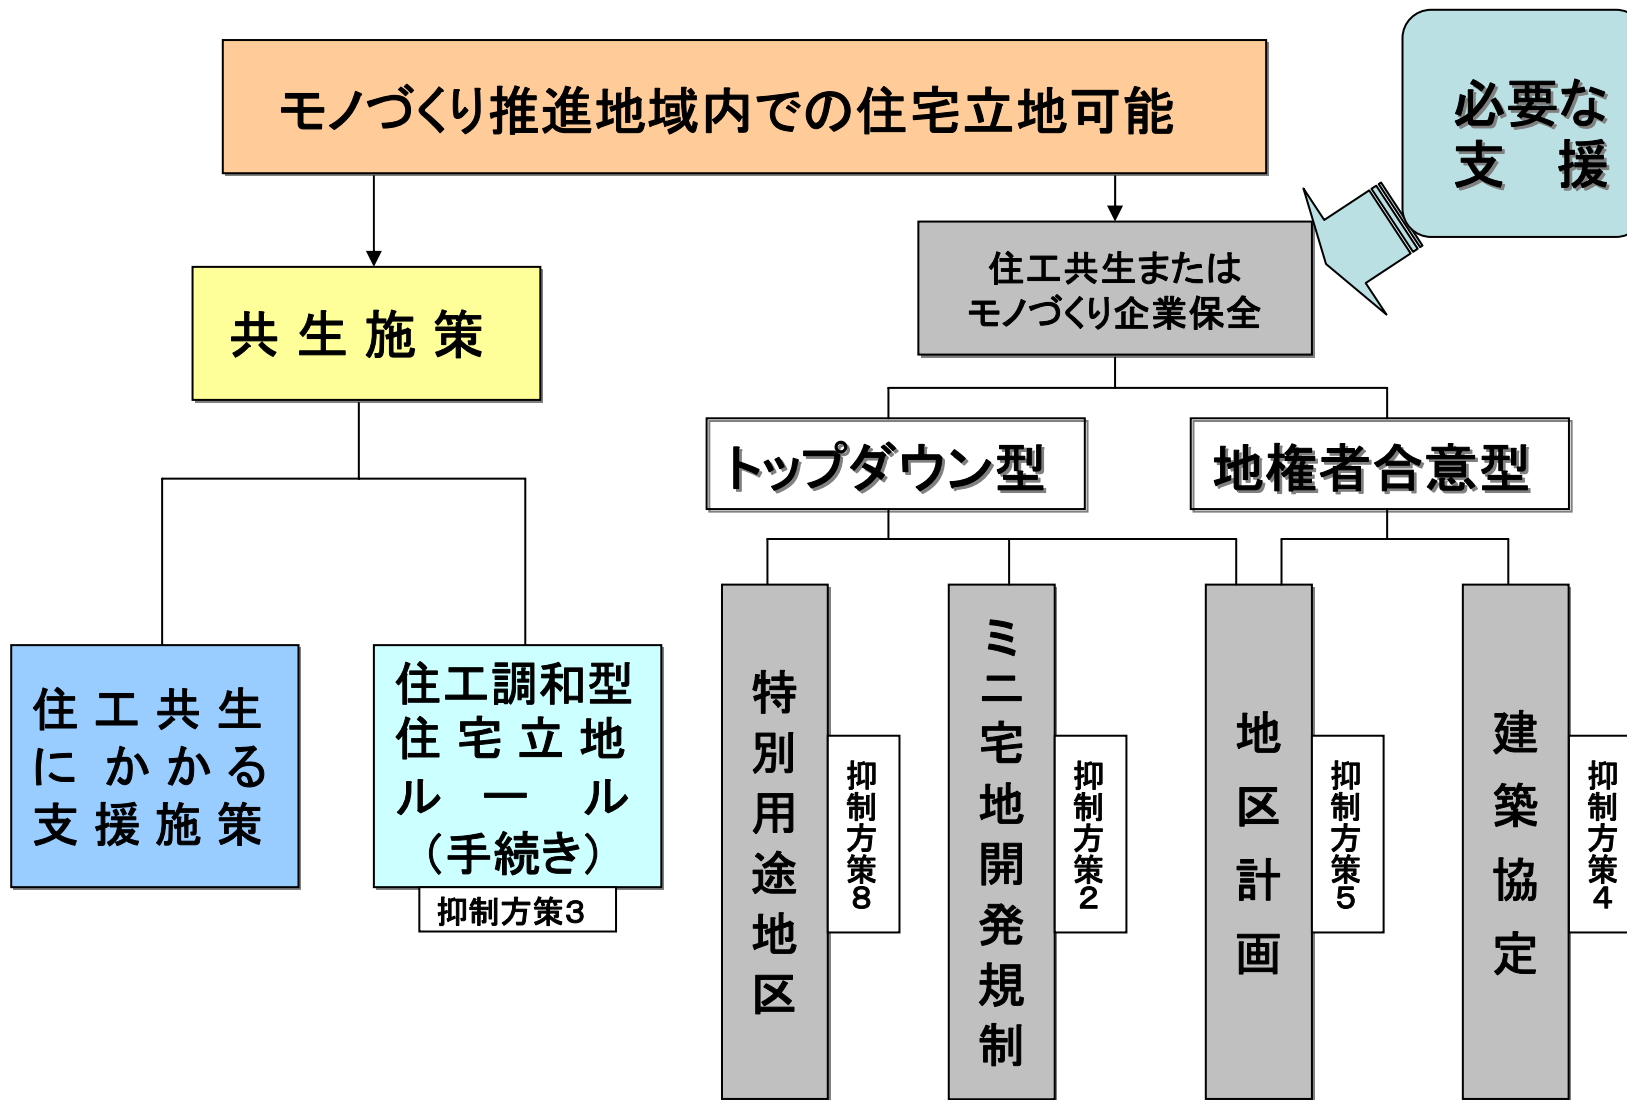 モノづくり推進地域内での住宅立地可能
必要な
支　援
住工共生または
モノづくり企業保全
共生施策
トップダウン型
地権者合意型
住工共生
にかかる
支援施策
住工調和型
住宅立地
ルール
（手続き）
抑制方策３
特別用途地区
抑制方策８
ミニ宅地開発規制
抑制方策２
地区計画
抑制方策５
建築協定
抑制方策４